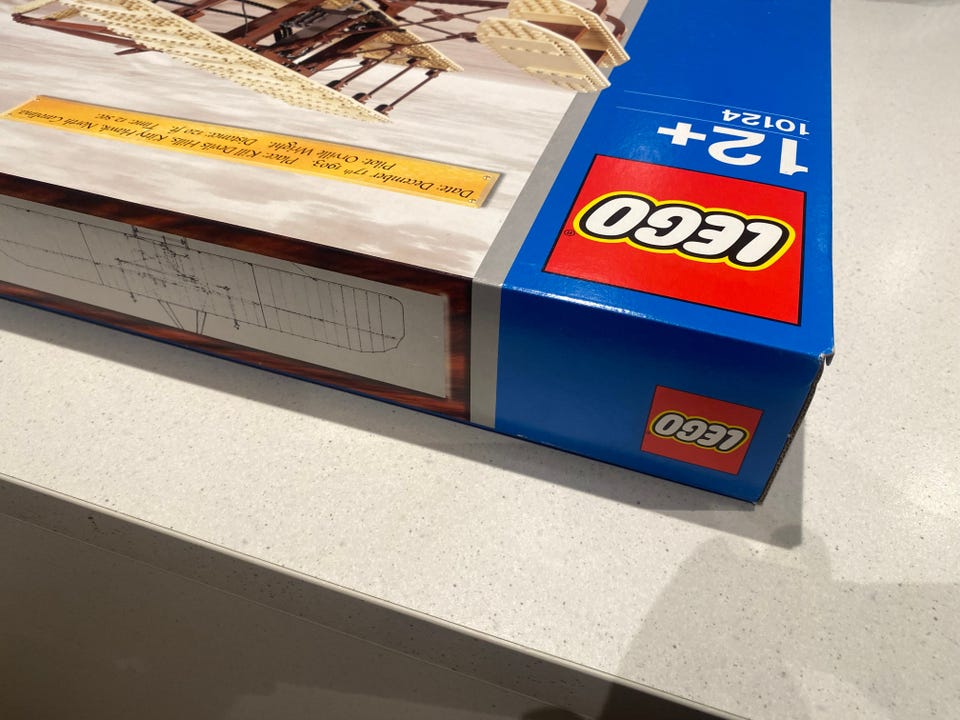 LEGO
12+
10124
Date: December 17th 1903
Place: Kill Devils Hills, Kitty Hawk, North Carolina
Pilot: Orville Wright. Distance: 120 ft. Time: 12 Sec.
LEGO